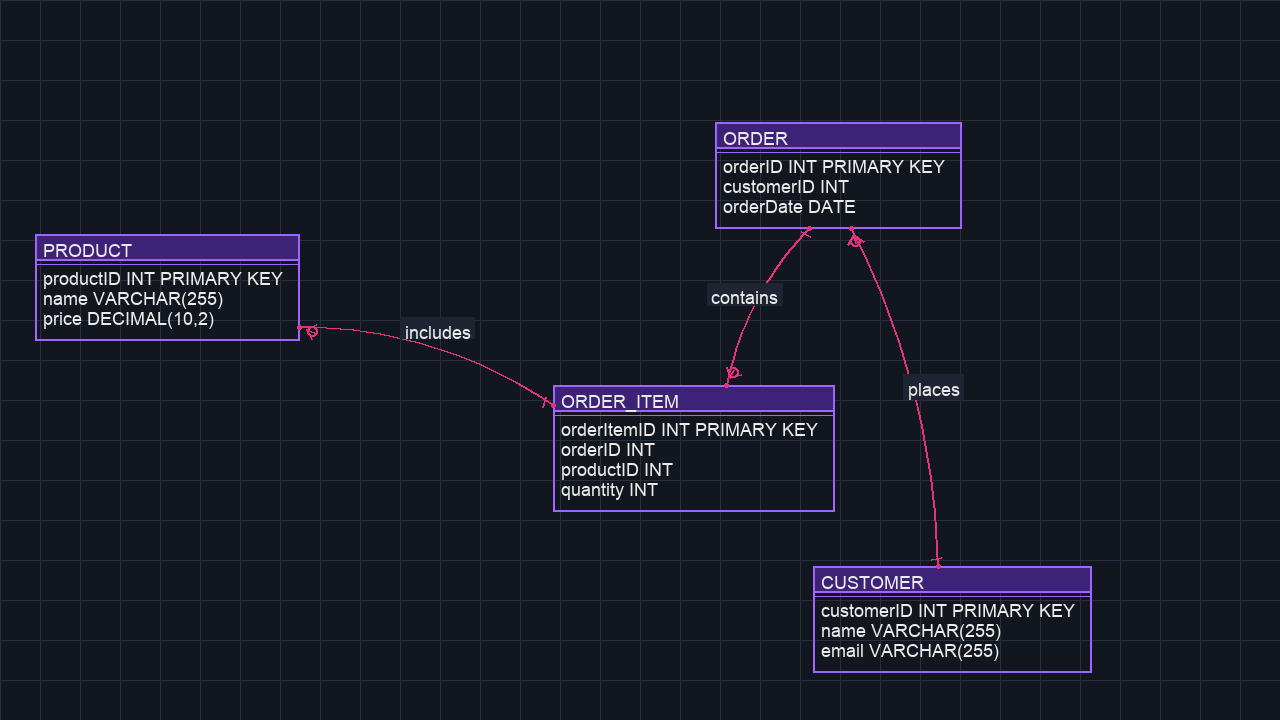 ORDER
orderID INT PRIMARY KEY
customerID INT
orderDate DATE
PRODUCT
productID INT PRIMARY KEY
name VARCHAR(255)
price DECIMAL(10,2)
contains
includes
places
ORDER_ITEM
orderItemID INT PRIMARY KEY
orderID INT
productID INT
quantity INT
CUSTOMER
customerID INT PRIMARY KEY
name VARCHAR(255)
email VARCHAR(255)